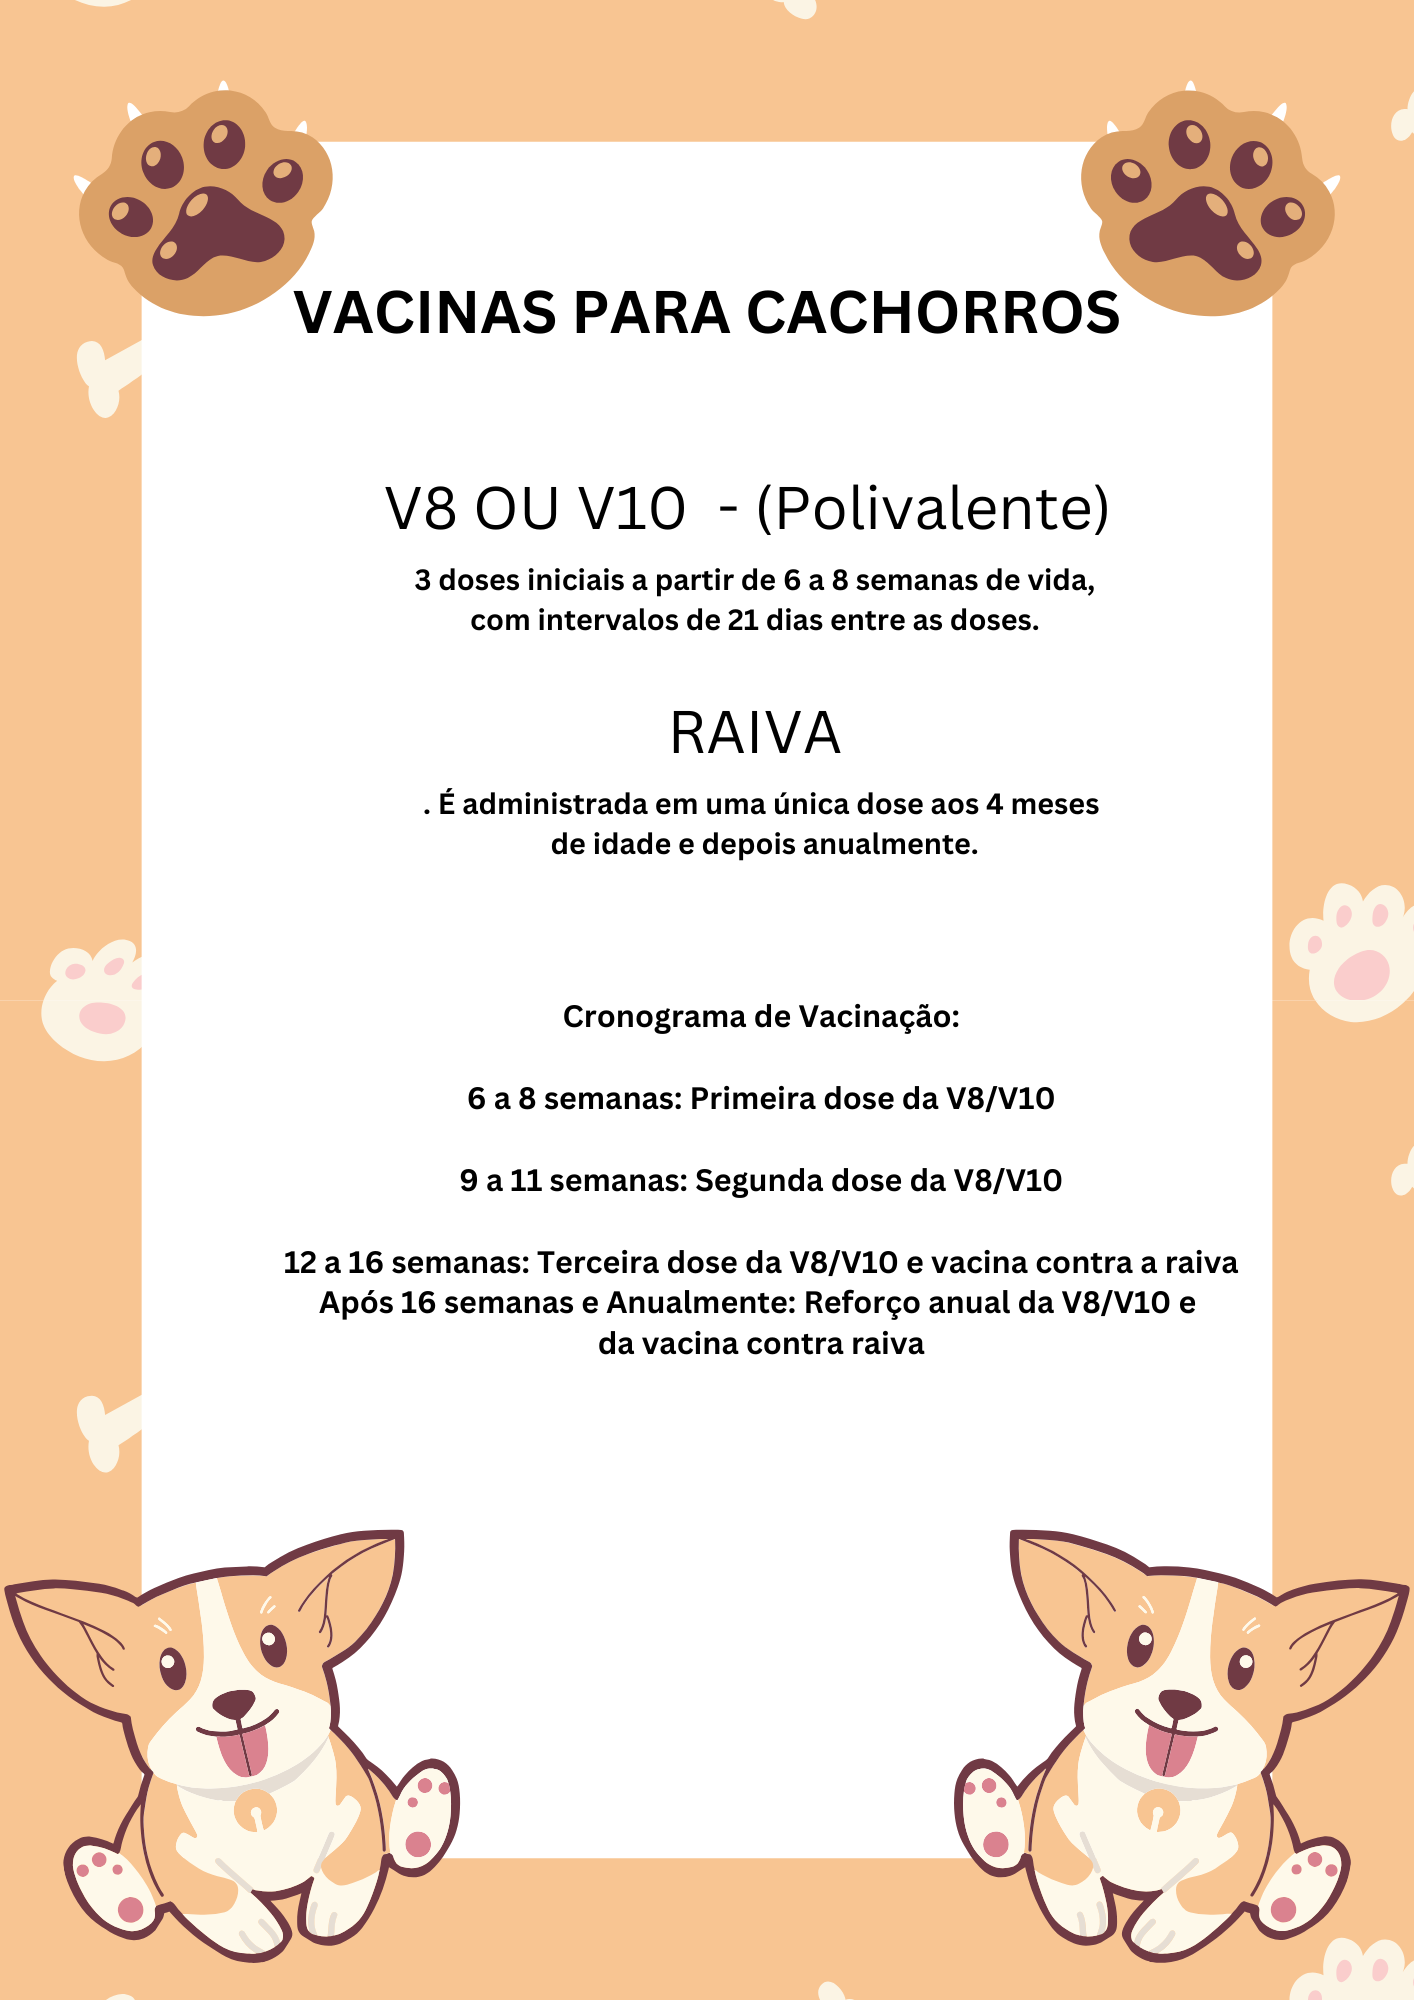 VACINAS PARA CACHORROS
V8 OU V10 - (Polivalente)
3 doses iniciais a partir de 6 a 8 semanas de vida,
com intervalos de 21 dias entre as doses.
RAIVA
. É administrada em uma única dose aos 4 meses
de idade e depois anualmente.
Cronograma de Vacinação:
6 a 8 semanas: Primeira dose da V8/V10
9 a 11 semanas: Segunda dose da V8/V10
12 a 16 semanas: Terceira dose da V8/V10 e vacina contra a raiva
Após 16 semanas e Anualmente: Reforço anual da V8/V10 e
da vacina contra raiva